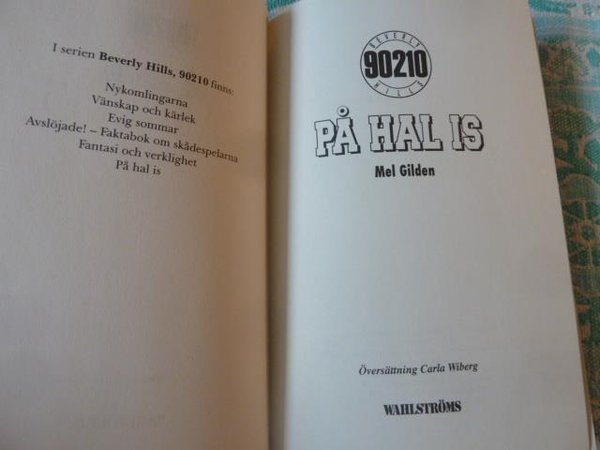 I serien Beverly Hills, 90210 finns:
Nykomlingarna
Vänskap och kärlek
Evig sommar
Avslöjade! – Faktabok om skådespelarna
Fantasi och verklighet
På hal is
BEVERLY
90210
HILLS
PÅ HAL IS
Mel Gilden
Översättning Carla Wiberg
WAHLSTRÖMS